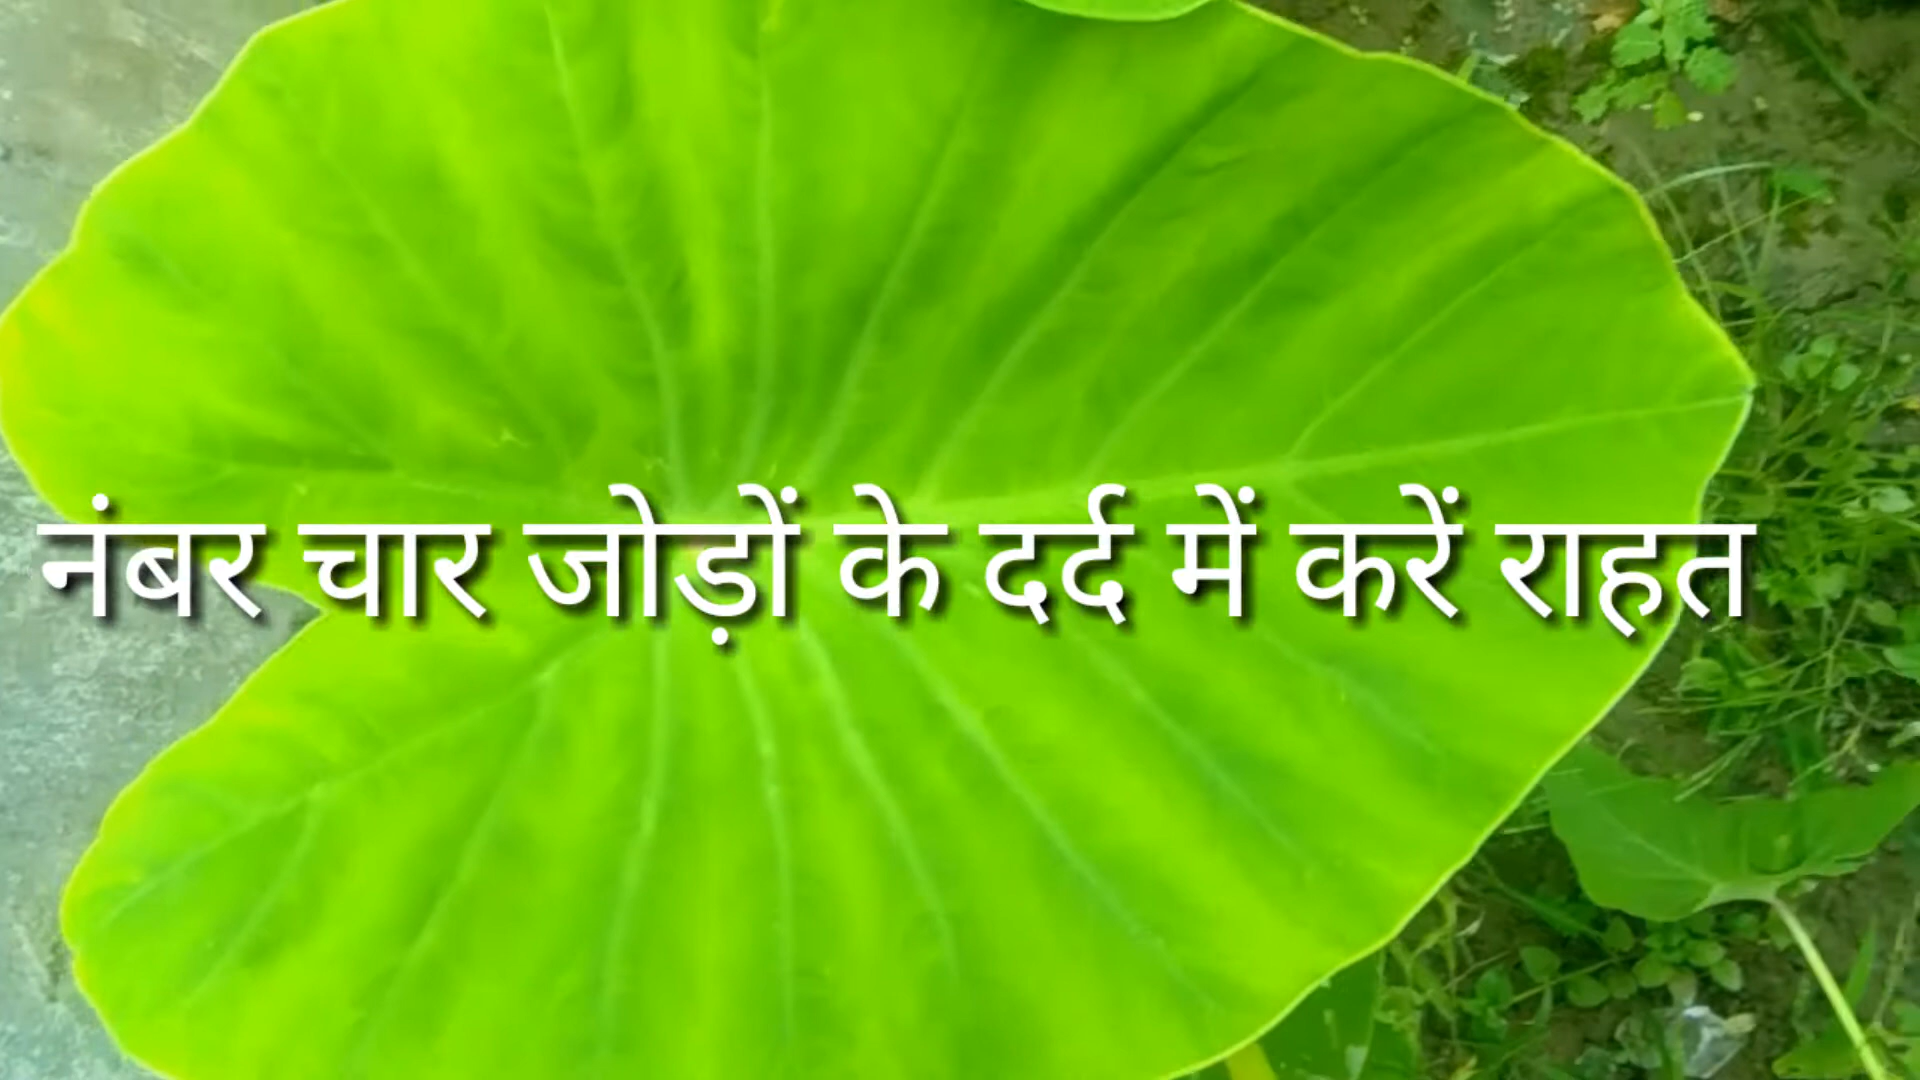 नंबर चार जोड़ों के दर्द में करें राहत